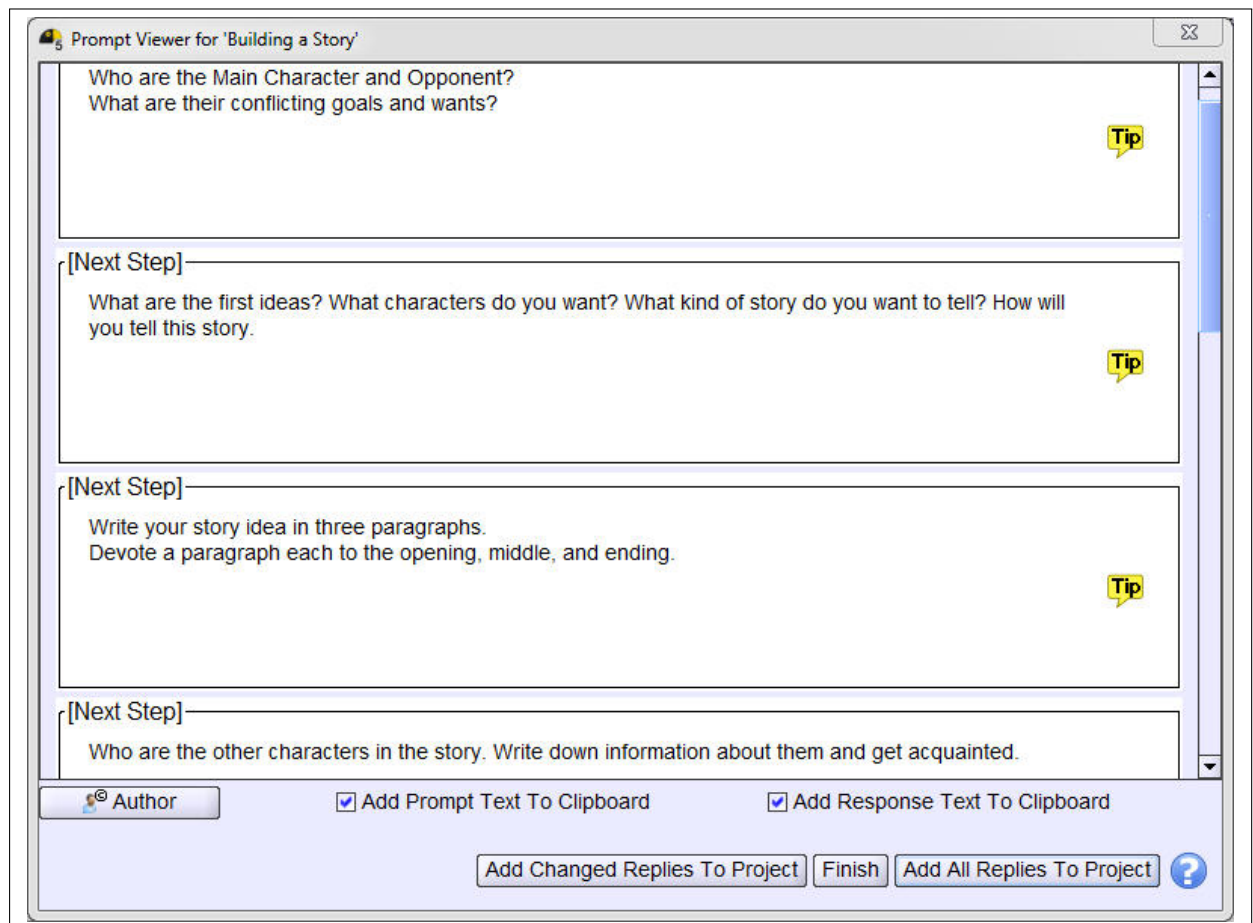 5 Prompt Viewer for 'Building a Story'
Who are the Main Character and Opponent?
What are their conflicting goals and wants?
Tip
[Next Step]
What are the first ideas? What characters do you want? What kind of story do you want to tell? How will
you tell this story.
Tip
[Next Step]
Write your story idea in three paragraphs.
Devote a paragraph each to the opening, middle, and ending.
Tip
[Next Step]
Who are the other characters in the story. Write down information about them and get acquainted.
© Author
Add Prompt Text To Clipboard
Add Response Text To Clipboard
Add Changed Replies To Project
Finish
Add All Replies To Project
?